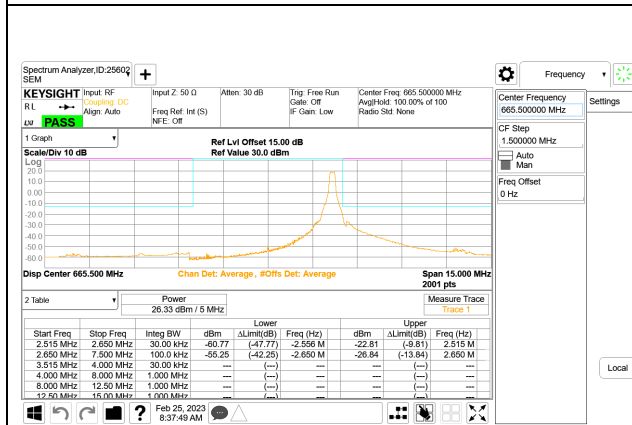 Spectrum Analyzer,ID:25602
SEM
+
Frequency
KEYSIGHT Input: RF Input Z: 50 Ω Atten: 30 dB Trig: Free Run Center Freq: 665.500000 MHz
RL Coupling: DC Gate: Off Avg|Hold: 100.00% of 100
Align: Auto Freq Ref: Int (S) IF Gain: Low Radio Std: None
LXI PASS NFE: Off
Center Frequency
665.500000 MHz
Settings
CF Step
1.500000 MHz
Auto
Man
Freq Offset
0 Hz
Local
1 Graph
Ref Lvl Offset 15.00 dB
Scale/Div 10 dB Ref Value 30.0 dBm
Log
20.0
10.0
0.00
-10.0
-20.0
-30.0
-40.0
-50.0
-60.0
Disp Center 665.500 MHz Chan Det: Average, #Offs Det: Average Span 15.000 MHz
2001 pts
2 Table Power Measure Trace
26.33 dBm / 5 MHz Trace 1
Lower Upper
Start Freq Stop Freq Integ BW dBm ΔLimit(dB) Freq (Hz) dBm ΔLimit(dB) Freq (Hz)
2.515 MHz 2.650 MHz 30.00 kHz -60.77 (-47.77) -2.556 M -22.81 (-9.81) 2.515 M
2.650 MHz 7.500 MHz 100.0 kHz -55.25 (-42.25) -2.650 M -26.84 (-13.84) 2.650 M
3.515 MHz 4.000 MHz 30.00 kHz --- (---) --- --- (---) ---
4.000 MHz 8.000 MHz 1.000 MHz --- (---) --- --- (---) ---
8.000 MHz 12.50 MHz 1.000 MHz --- (---) --- --- (---) ---
12.50 MHz 15.00 MHz 1.000 MHz --- (---) --- --- (---) ---
? Feb 25, 2023
8:37:49 AM